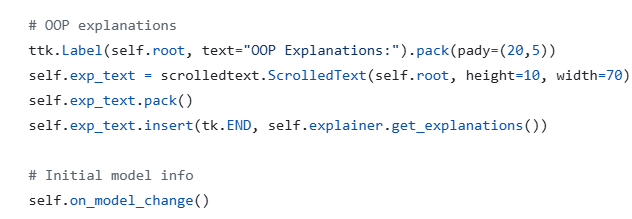 # OOP explanations
ttk.Label(self.root, text="OOP Explanations:").pack(pady=(20,5))
self.exp_text = scrolledtext.ScrolledText(self.root, height=10, width=70)
self.exp_text.pack()
self.exp_text.insert(tk.END, self.explainer.get_explanations())
# Initial model info
self.on_model_change()